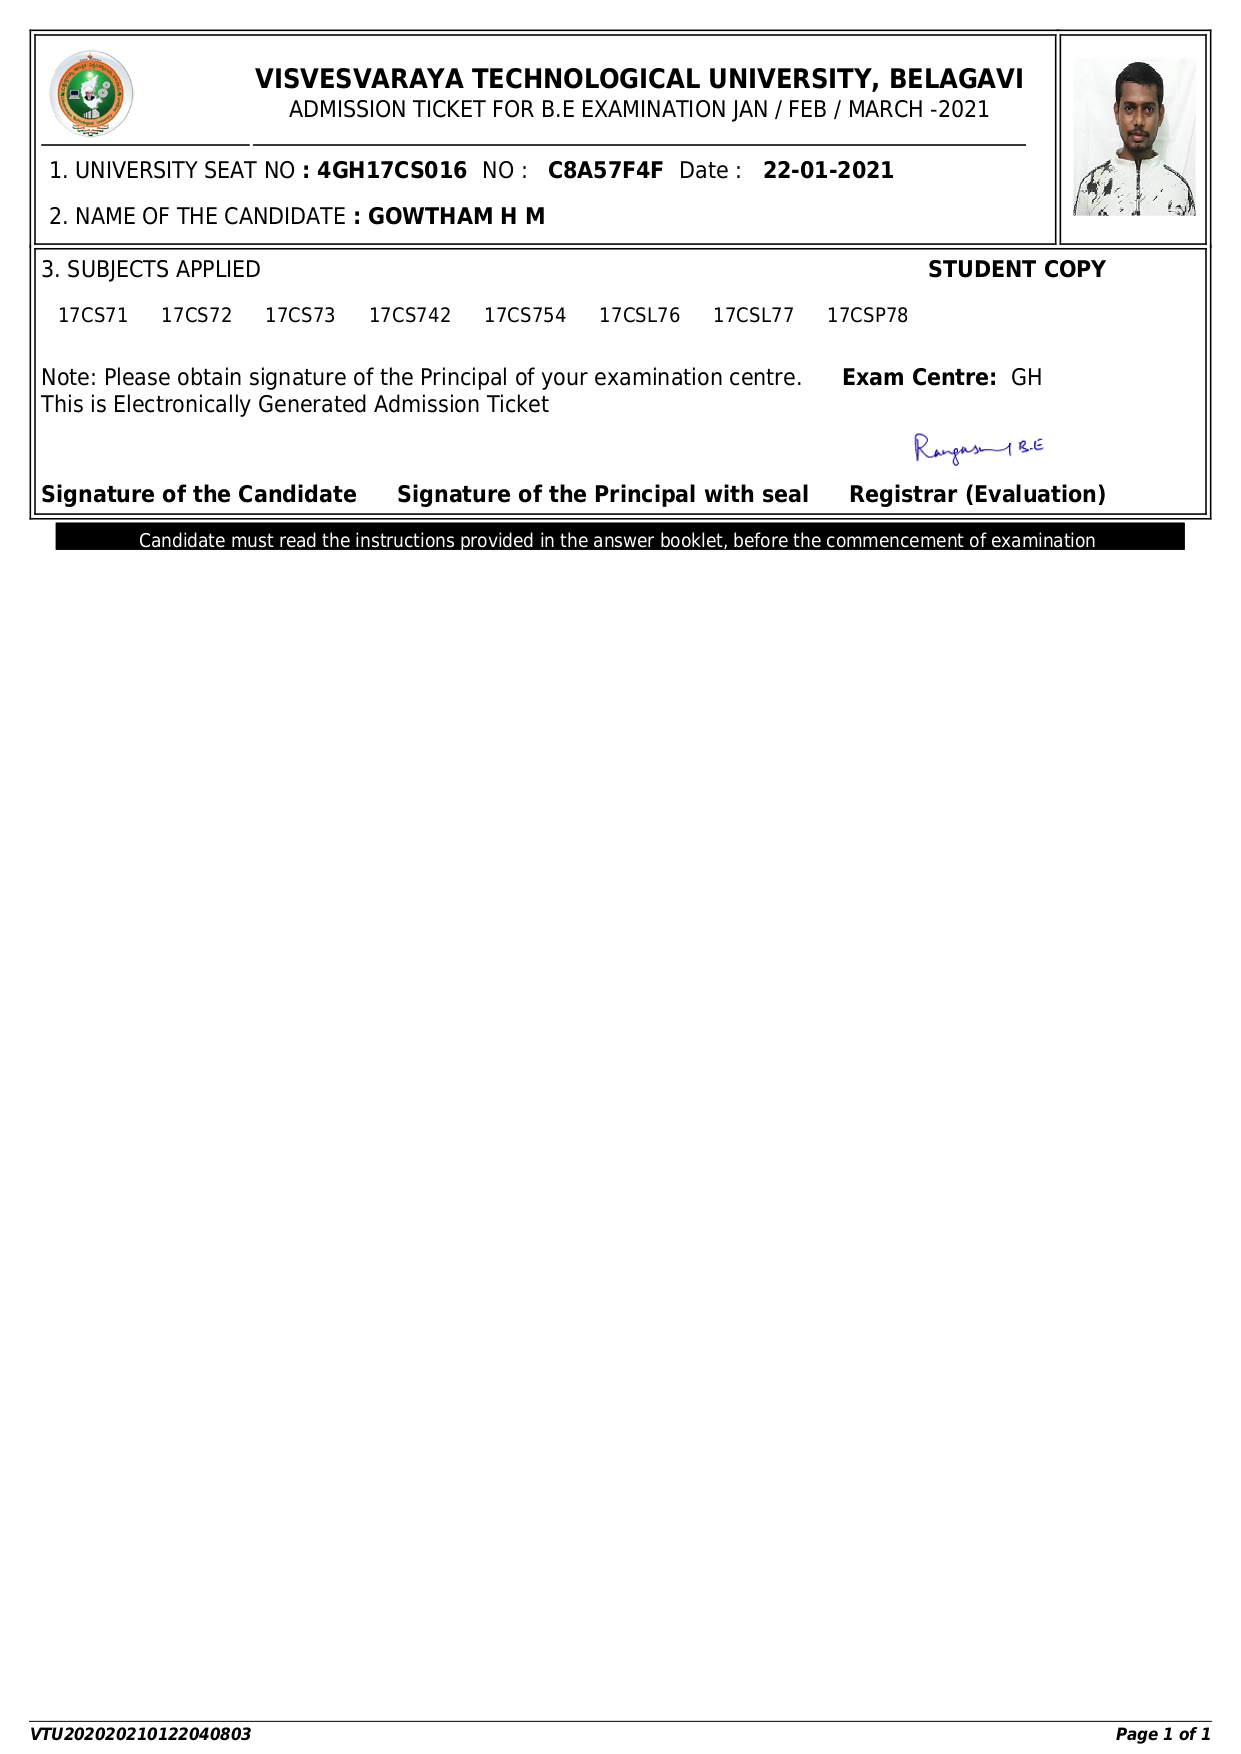 VISVESVARAYA TECHNOLOGICAL UNIVERSITY, BELAGAVI
ADMISSION TICKET FOR B.E EXAMINATION JAN / FEB / MARCH -2021
1. UNIVERSITY SEAT NO : 4GH17CS016 NO : C8A57F4F Date : 22-01-2021
2. NAME OF THE CANDIDATE : GOWTHAM H M
3. SUBJECTS APPLIED STUDENT COPY
17CS71 17CS72 17CS73 17CS742 17CS754 17CSL76 17CSL77 17CSP78
Note: Please obtain signature of the Principal of your examination centre. Exam Centre: GH
This is Electronically Generated Admission Ticket
B.E
Signature of the Candidate Signature of the Principal with seal Registrar (Evaluation)
Candidate must read the instructions provided in the answer booklet, before the commencement of examination
VTU202020210122040803 Page 1 of 1